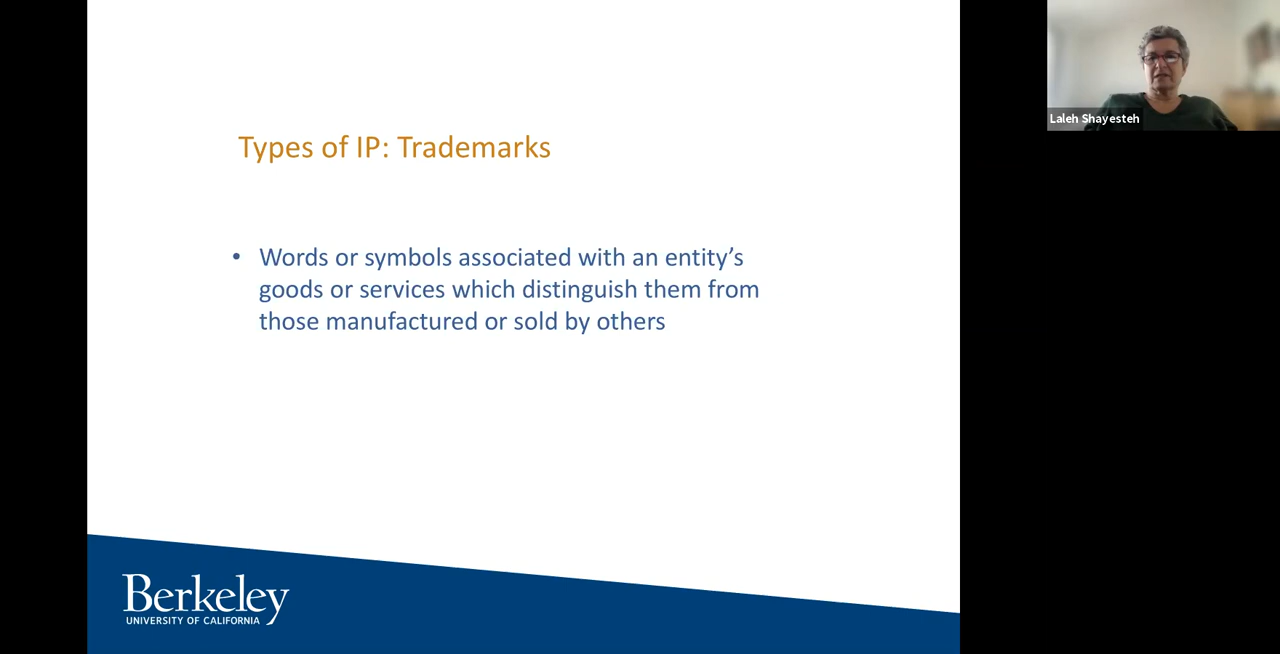 Types of IP: Trademarks
• Words or symbols associated with an entity’s
goods or services which distinguish them from
those manufactured or sold by others
Berkeley
UNIVERSITY OF CALIFORNIA
Laleh Shayesteh